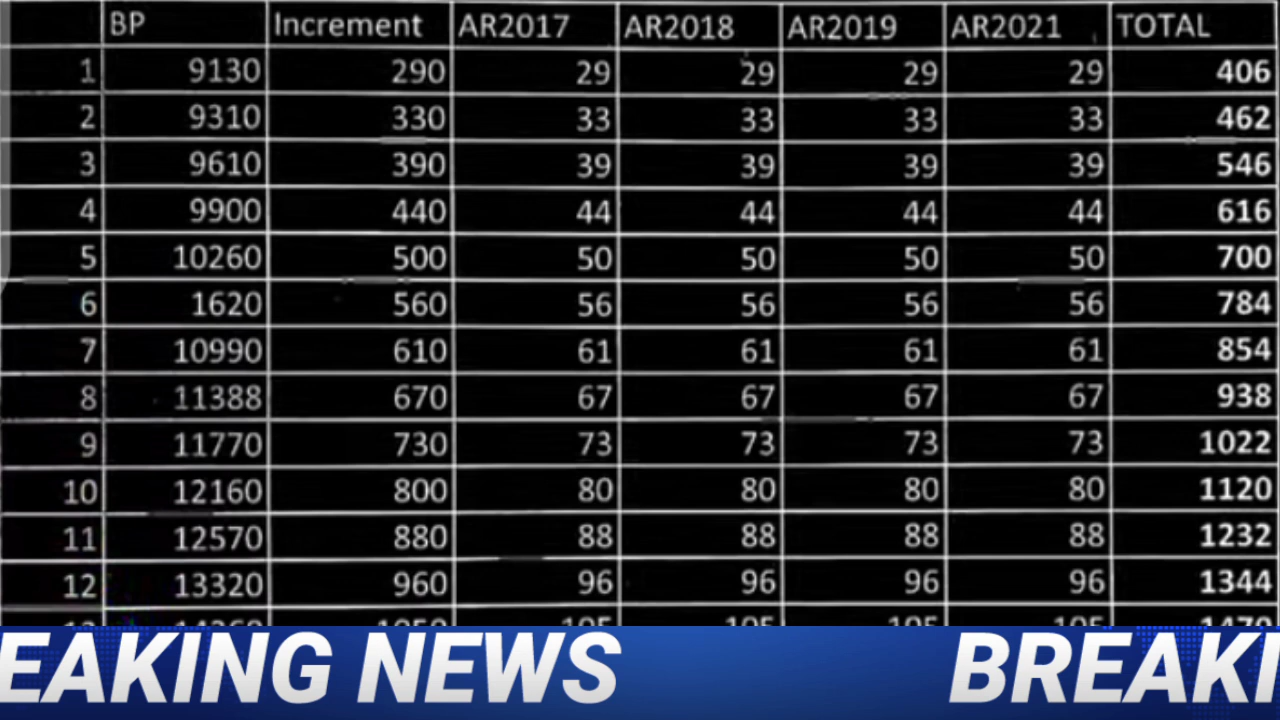 BP Increment AR2017 AR2018 AR2019 AR2021 TOTAL
1 9130 290 29 29 29 29 406
2 9310 330 33 33 33 33 462
3 9610 390 39 39 39 39 546
4 9900 440 44 44 44 44 616
5 10260 500 50 50 50 50 700
6 1620 560 56 56 56 56 784
7 10990 610 61 61 61 61 854
8 11388 670 67 67 67 67 938
9 11770 730 73 73 73 73 1022
10 12160 800 80 80 80 80 1120
11 12570 880 88 88 88 88 1232
12 13320 960 96 96 96 96 1344
EAKING NEWS BREAKI